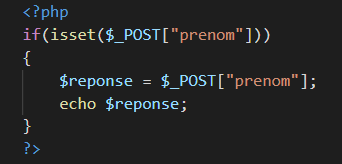 <?php
if(isset($_POST["prenom"]))
{
    $reponse = $_POST["prenom"];
    echo $reponse;
}
?>